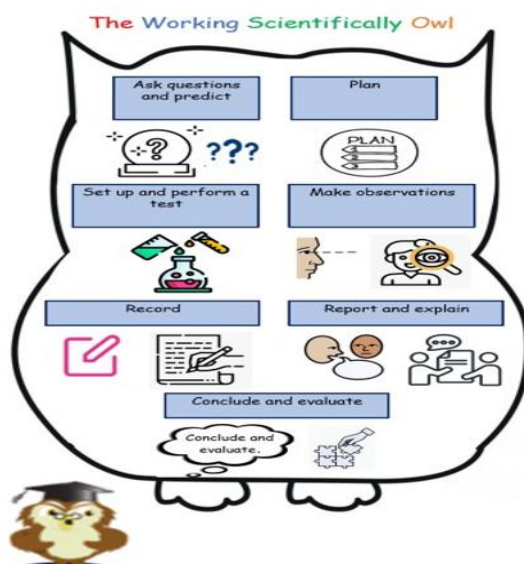 The Working Scientifically Owl
Ask questions
and predict
Plan
???
PLAN
Set up and perform a
test
Make observations
Record
Report and explain
Conclude and evaluate
Conclude and
evaluate.